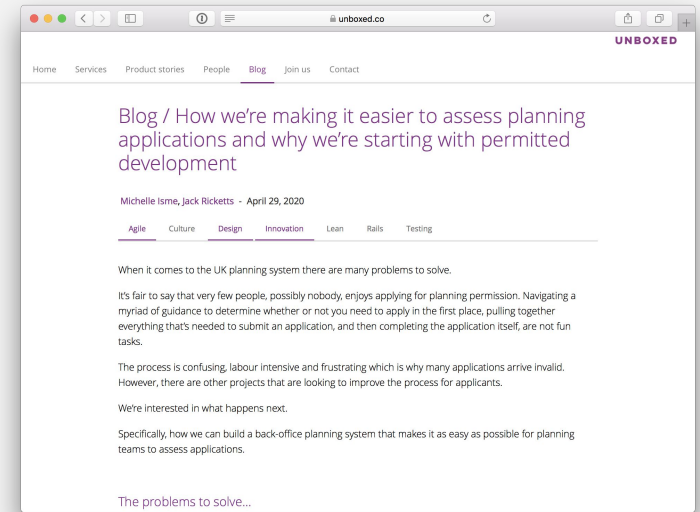 unboxed.co
UNBOXED
Home Services Product stories People Blog Join us Contact
Blog / How we're making it easier to assess planning
applications and why we're starting with permitted
development
Michelle Isme, Jack Ricketts - April 29, 2020
Agile Culture Design Innovation Lean Rails Testing
When it comes to the UK planning system there are many problems to solve.
It's fair to say that very few people, possibly nobody, enjoys applying for planning permission. Navigating a
myriad of guidance to determine whether or not you need to apply in the first place, pulling together
everything that's needed to submit an application, and then completing the application itself, are not fun
tasks.
The process is confusing, labour intensive and frustrating which is why many applications arrive invalid.
However, there are other projects that are looking to improve the process for applicants.
We're interested in what happens next.
Specifically, how we can build a back-office planning system that makes it as easy as possible for planning
teams to assess applications.
The problems to solve...